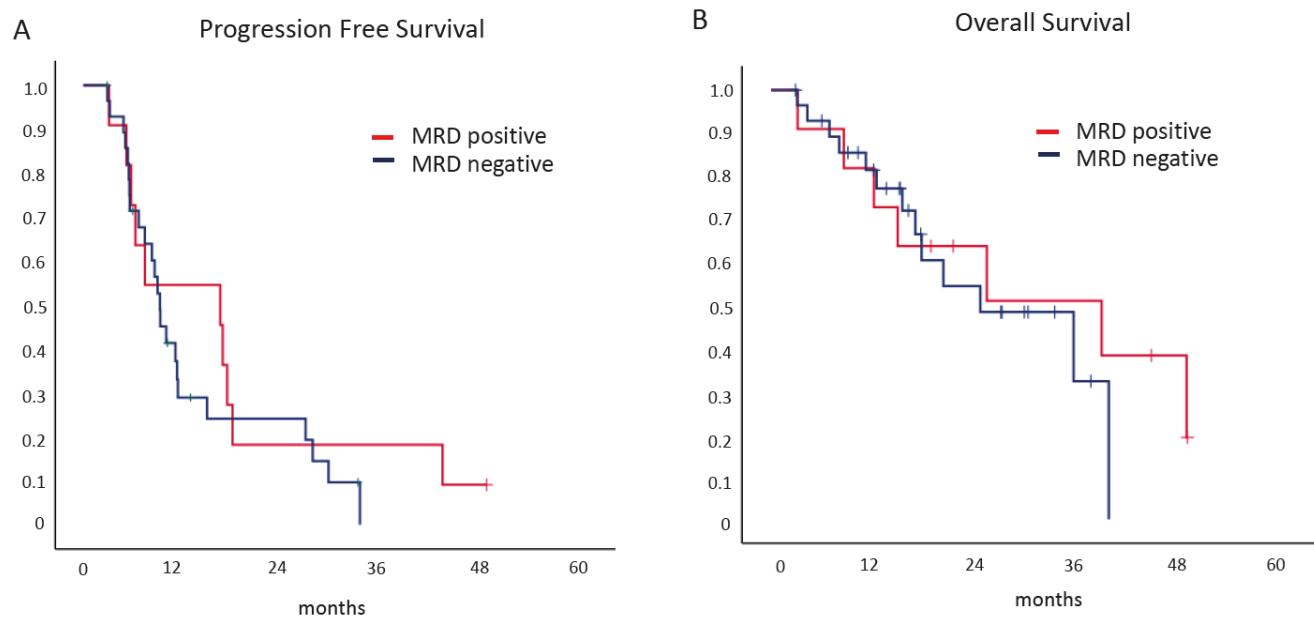 A
Progression Free Survival
MRD positive
MRD negative
1.0
0.9
0.8
0.7
0.6
0.5
0.4
0.3
0.2
0.1
0
0 12 24 36 48 60
months
B
Overall Survival
MRD positive
MRD negative
1.0
0.9
0.8
0.7
0.6
0.5
0.4
0.3
0.2
0.1
0
0 12 24 36 48 60
months